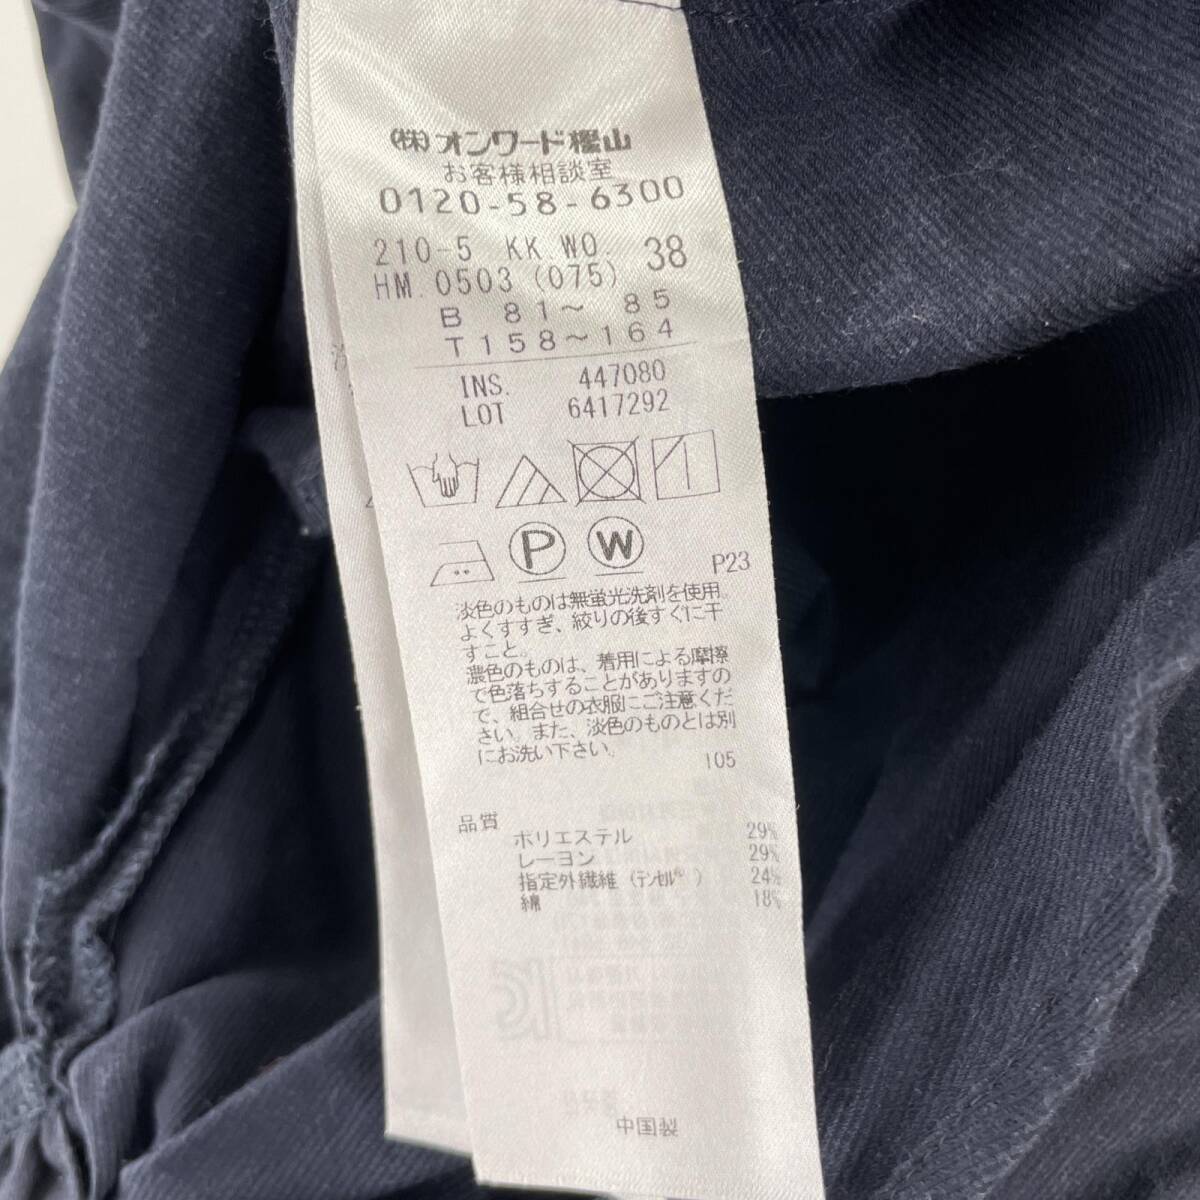 (株)オンワード樫山
お客様相談室
0120-58-6300
210-5 KK WO. 38
HM. 0503 (075)
B 81～ 85
T 158～164
INS. 447080
LOT 6417292
P W
P23
淡色のものは無蛍光洗剤を使用。
よくすすぎ、絞りの後すぐに干
すこと。
濃色のものは、着用による摩擦
で色落ちすることがありますの
で、組合せの衣服にご注意くだ
さい。また、淡色のものとは別
にお洗い下さい。
105
品質
ポリエステル 29%
レーヨン 29%
指定外繊維 (テンセル®) 24%
綿 18%
中国製